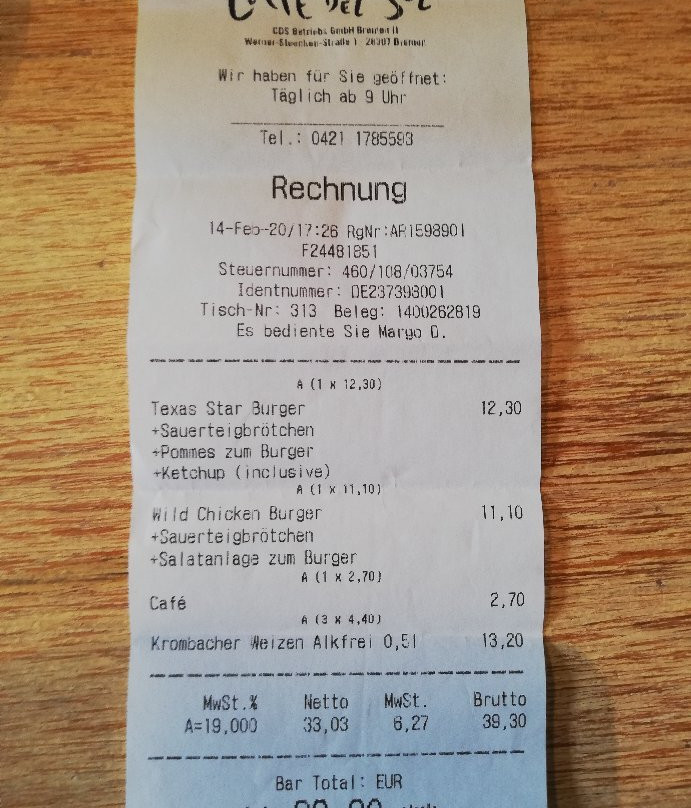 CDS Betriebs GmbH Bremen II
Täglich ab 9 Uhr
Wir haben für Sie geöffnet:
Tel.: 0421 1785593
Rechnung
14-Feb-20/17:26 RgNr:AR1598901
F24481851
Steuernummer: 460/108/03754
Identnummer: DE237393001
Tisch-Nr: 313 Beleg: 1400262819
Es bediente Sie Margo O.
A (1 x 12,30)
Texas Star Burger 12,30
+Sauerteigbrötchen
+Pommes zum Burger
+Ketchup (inclusive)
A (1 x 11,10)
Wild Chicken Burger 11,10
+Sauerteigbrötchen
+Salatanlage zum Burger
A (1 x 2,70)
Café 2,70
A (3 x 4,40)
Krombacher Weizen Alkfrei 0,5l 13,20
MwSt.% Netto MwSt. Brutto
A=19,000 33,03 6,27 39,30
Bar Total: EUR